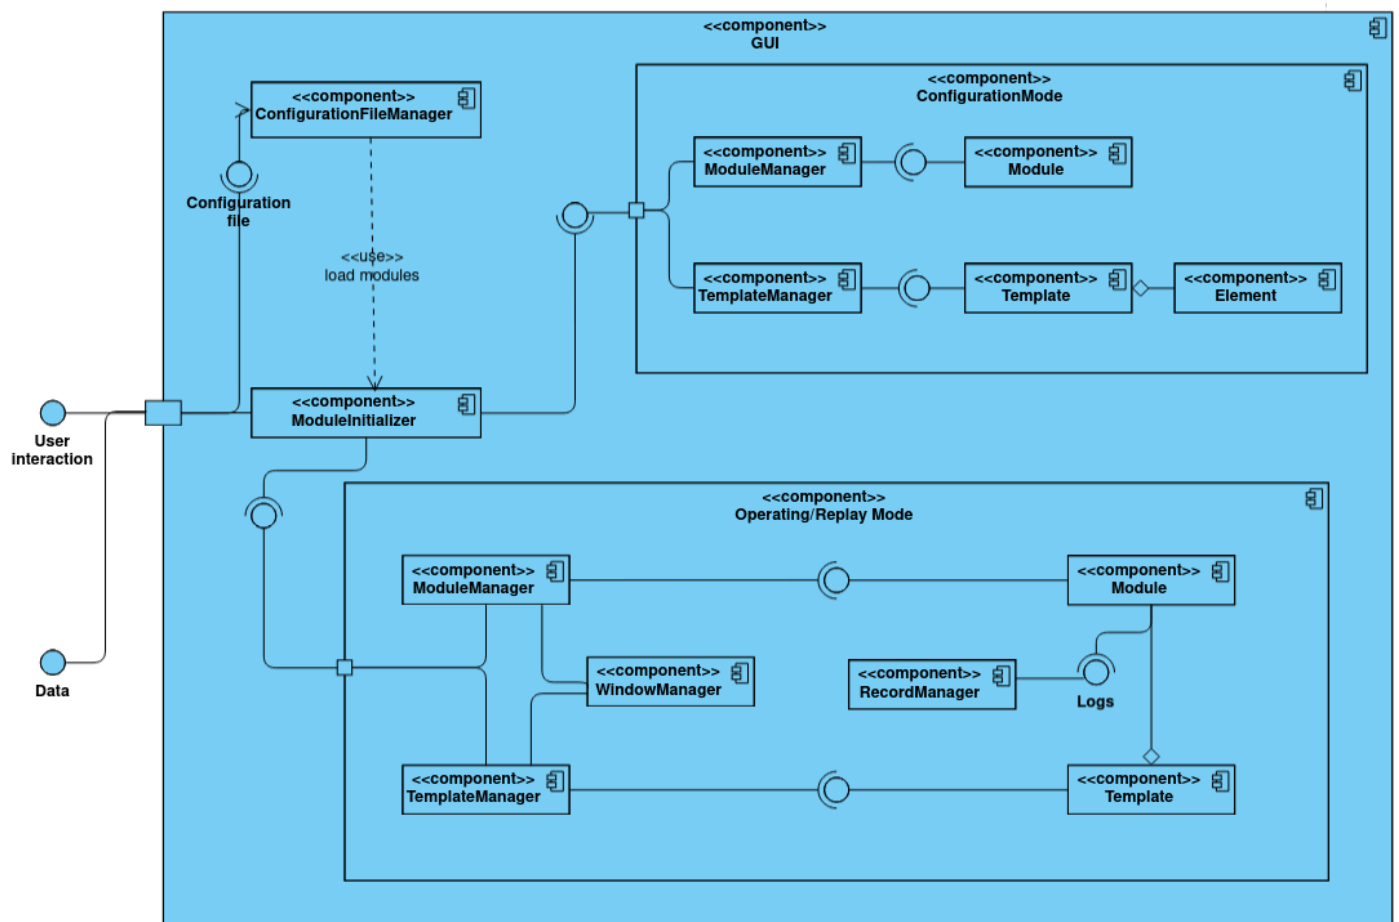 <<component>>
GUI
<<component>>
ConfigurationFileManager
<<component>>
ConfigurationMode
<<component>>
ModuleManager
<<component>>
Module
Configuration
file
<<use>>
load modules
<<component>>
TemplateManager
<<component>>
Template
<<component>>
Element
<<component>>
ModuleInitializer
User
interaction
<<component>>
Operating/Replay Mode
<<component>>
ModuleManager
<<component>>
Module
<<component>>
WindowManager
<<component>>
RecordManager
Logs
Data
<<component>>
TemplateManager
<<component>>
Template